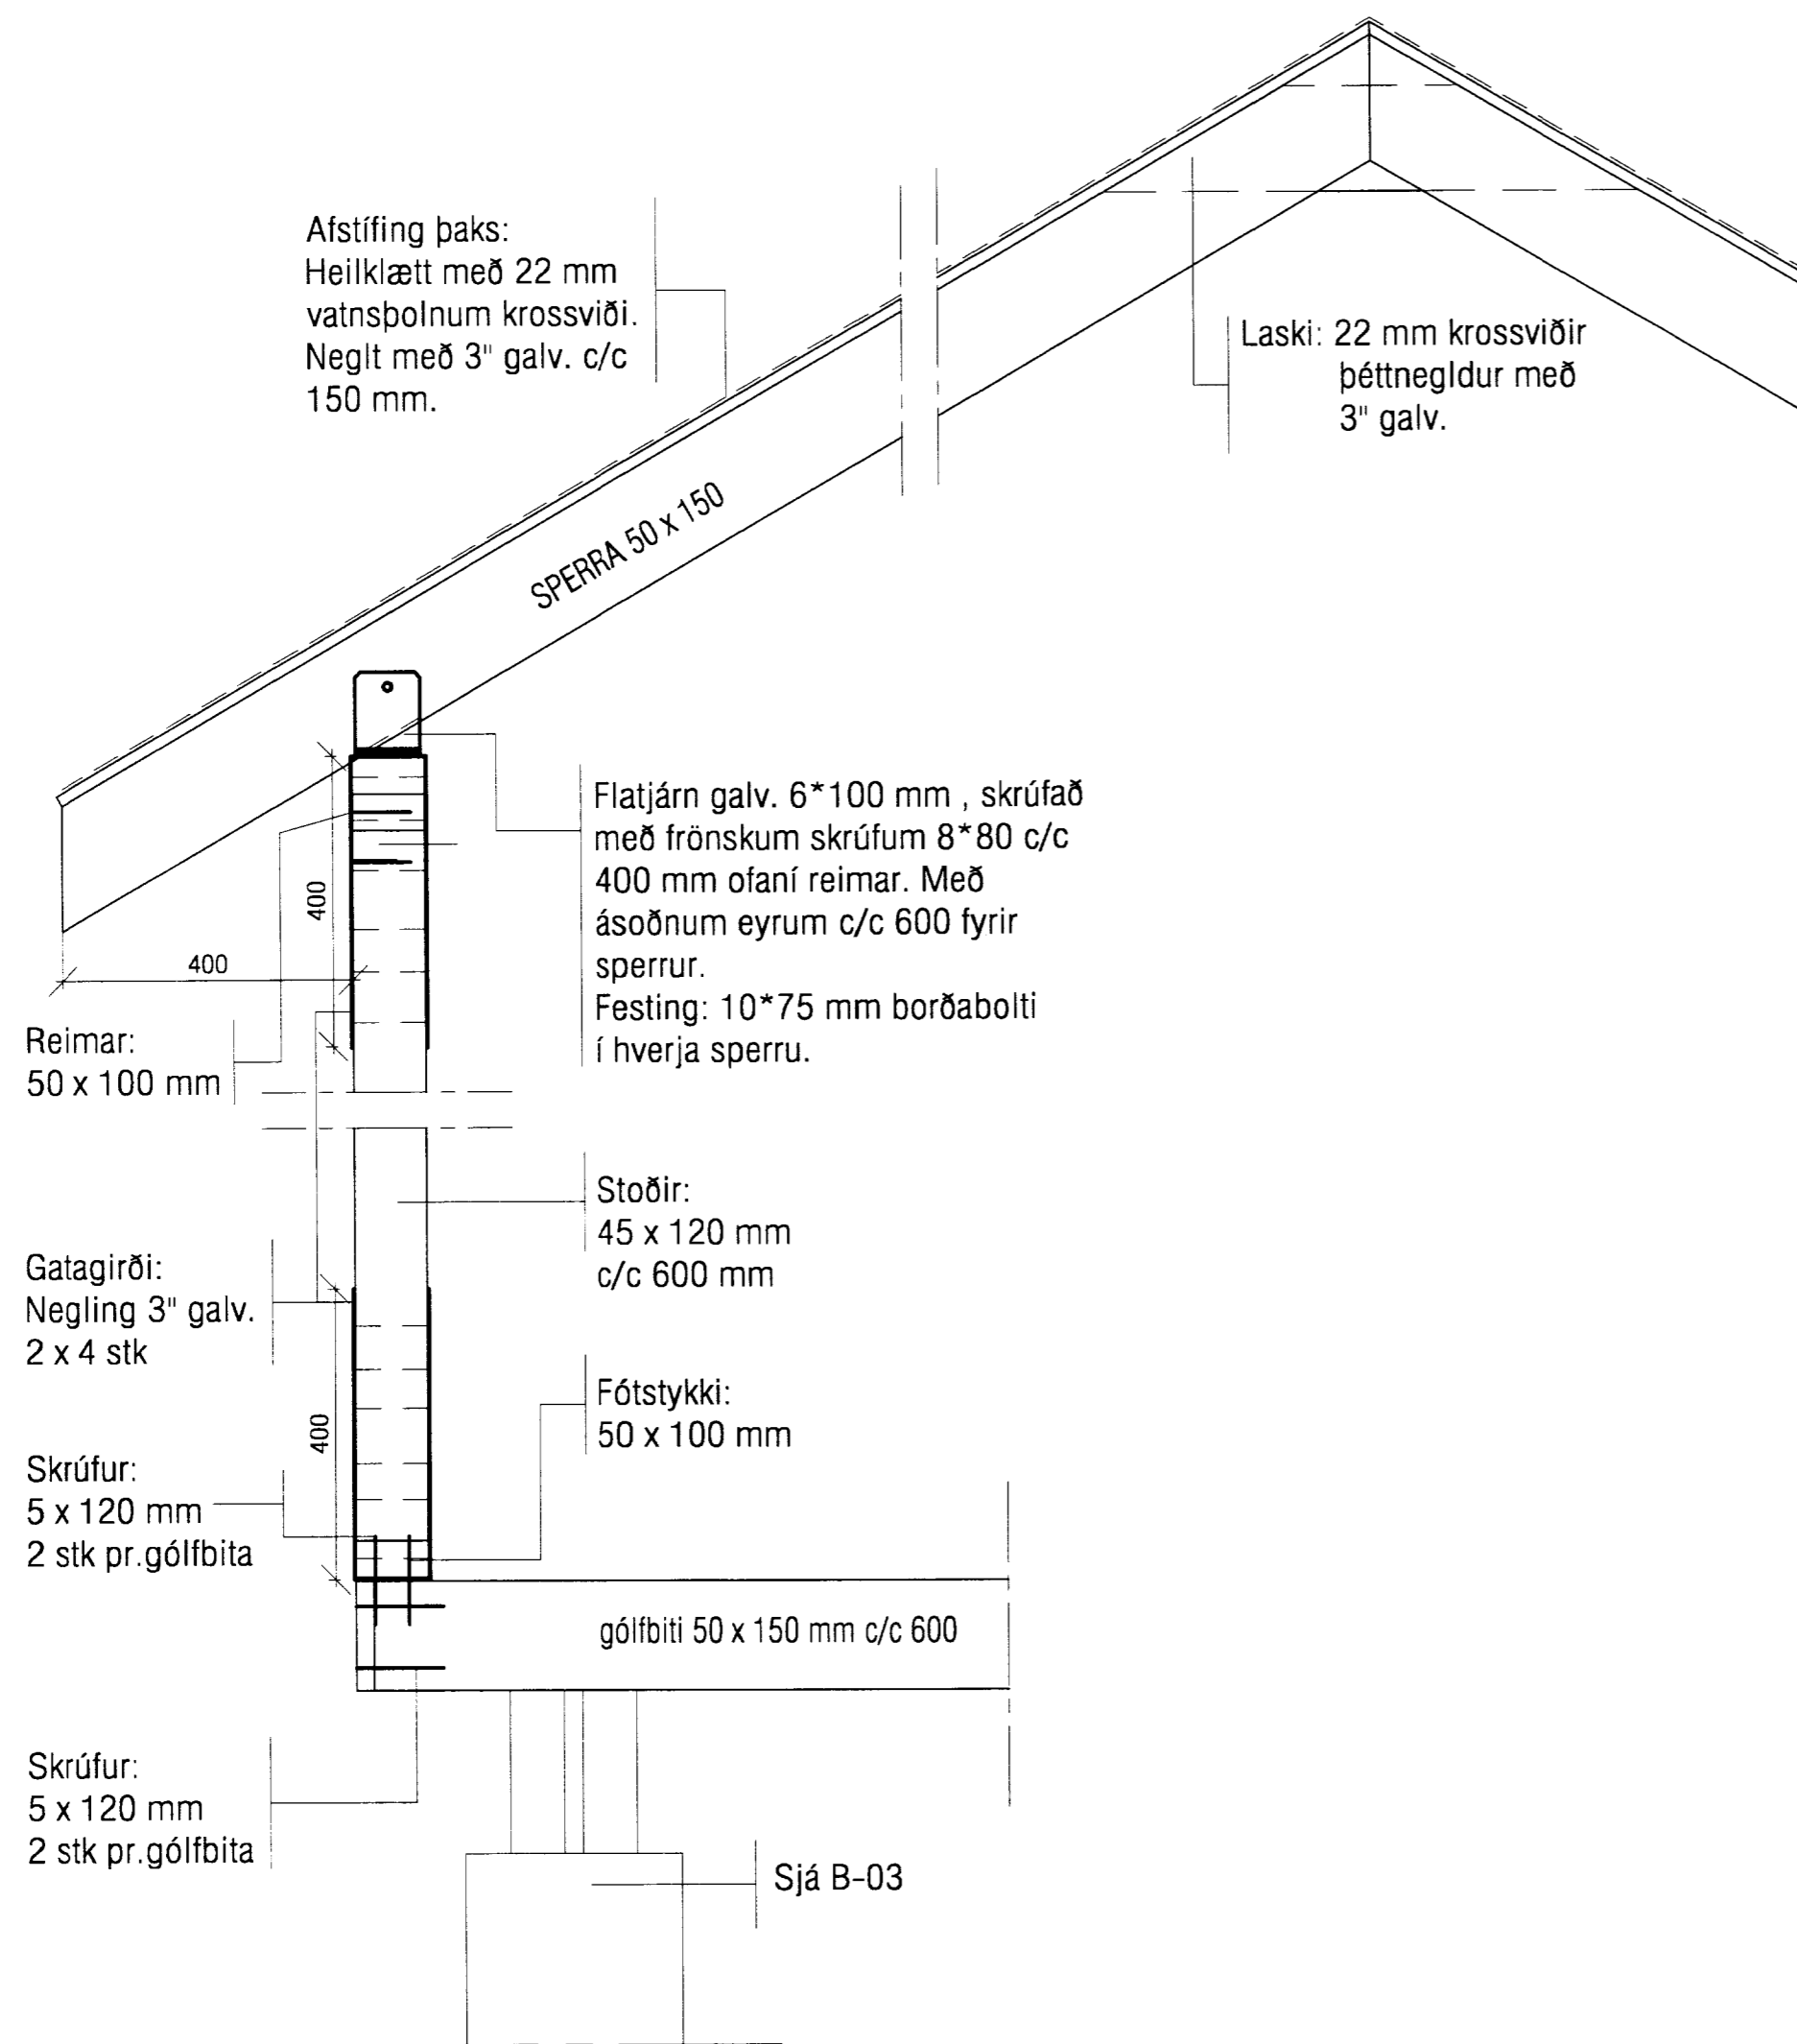 Afstífing þaks:
Heilklætt með 22 mm
vatnsþolnum krossviði.
Neglt með 3" galv. c/c
150 mm.
Laski: 22 mm krossviðir
þéttnegldur með
3" galv.
SPERRA 50 x 150
Flatjárn galv. 6*100 mm , skrúfað
með frönskum skrúfum 8*80 c/c
400 mm ofaní reimar. Með
ásoðnum eyrum c/c 600 fyrir
sperrur.
Festing: 10*75 mm borðabolti
í hverja sperru.
400
400
Reimar:
50 x 100 mm
Stoðir:
45 x 120 mm
c/c 600 mm
Gatagirði:
Negling 3" galv.
2 x 4 stk
Fótstykki:
50 x 100 mm
400
Skrúfur:
5 x 120 mm
2 stk pr.gólfbita
gólfbiti 50 x 150 mm c/c 600
Skrúfur:
5 x 120 mm
2 stk pr.gólfbita
Sjá B-03